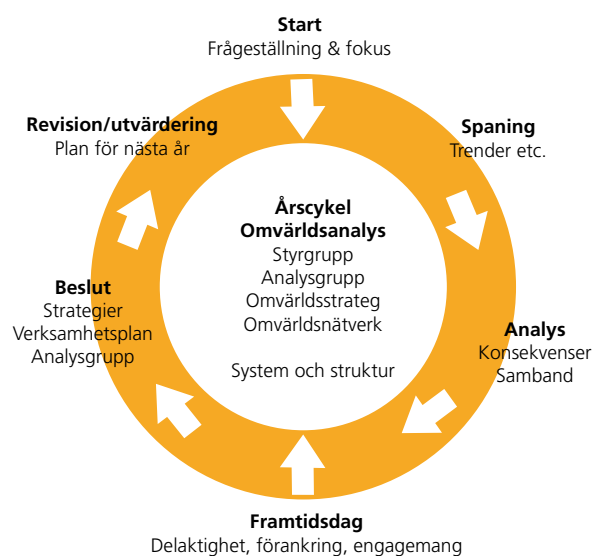 Start
Frågeställning & fokus
Spaning
Trender etc.
Analys
Konsekvenser
Samband
Framtidsdag
Delaktighet, förankring, engagemang
Beslut
Strategier
Verksamhetsplan
Analysgrupp
Revision/utvärdering
Plan för nästa år
Årscykel
Omvärldsanalys
Styrgrupp
Analysgrupp
Omvärldsstrateg
Omvärldsnätverk
System och struktur